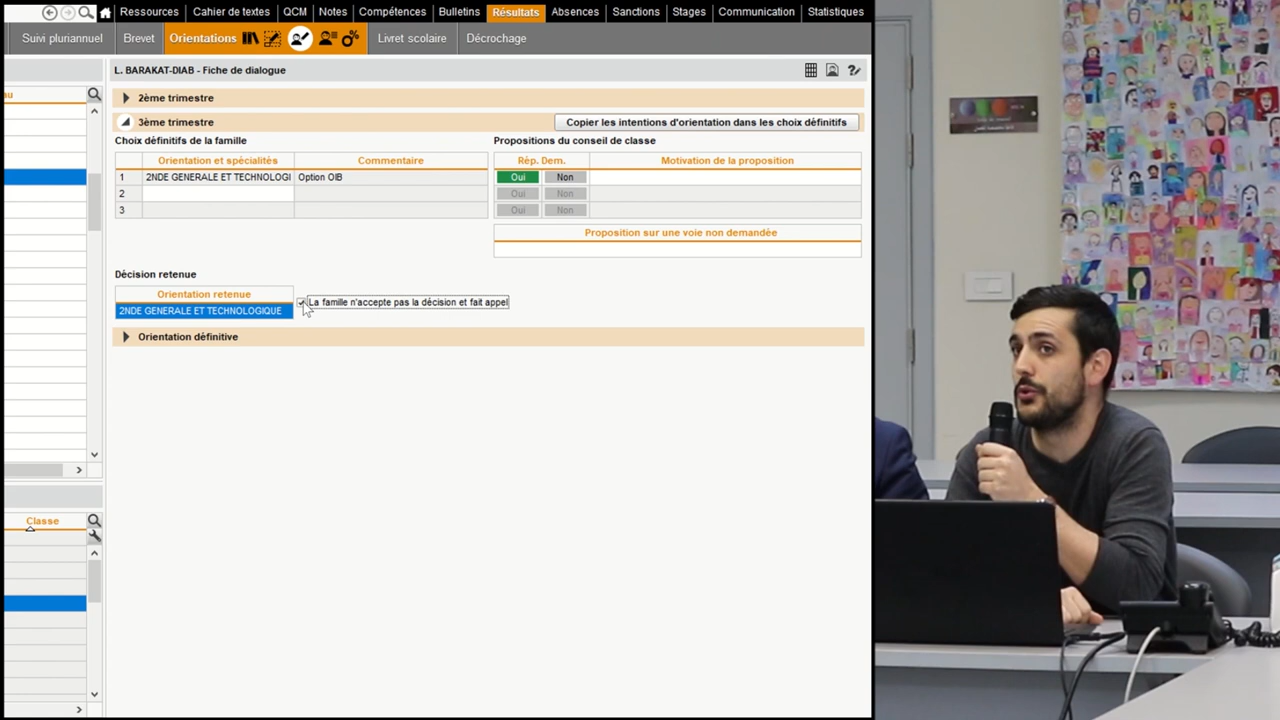 Ressources Cahier de textes QCM Notes Compétences Bulletins Résultats Absences Sanctions Stages Communication Statistiques
Suivi pluriannuel Brevet Orientations Livret scolaire Décrochage
L. BARAKAT-DIAB - Fiche de dialogue
2ème trimestre
3ème trimestre Copier les intentions d'orientation dans les choix définitifs
Choix définitifs de la famille Propositions du conseil de classe
Orientation et spécialités Commentaire Rép. Dem. Motivation de la proposition
1 2NDE GENERALE ET TECHNOLOGI Option OIB Oui Non
2 Oui Non
3 Oui Non
Proposition sur une voie non demandée
Décision retenue
Orientation retenue
La famille n'accepte pas la décision et fait appel
2NDE GENERALE ET TECHNOLOGIQUE
Orientation définitive
Classe